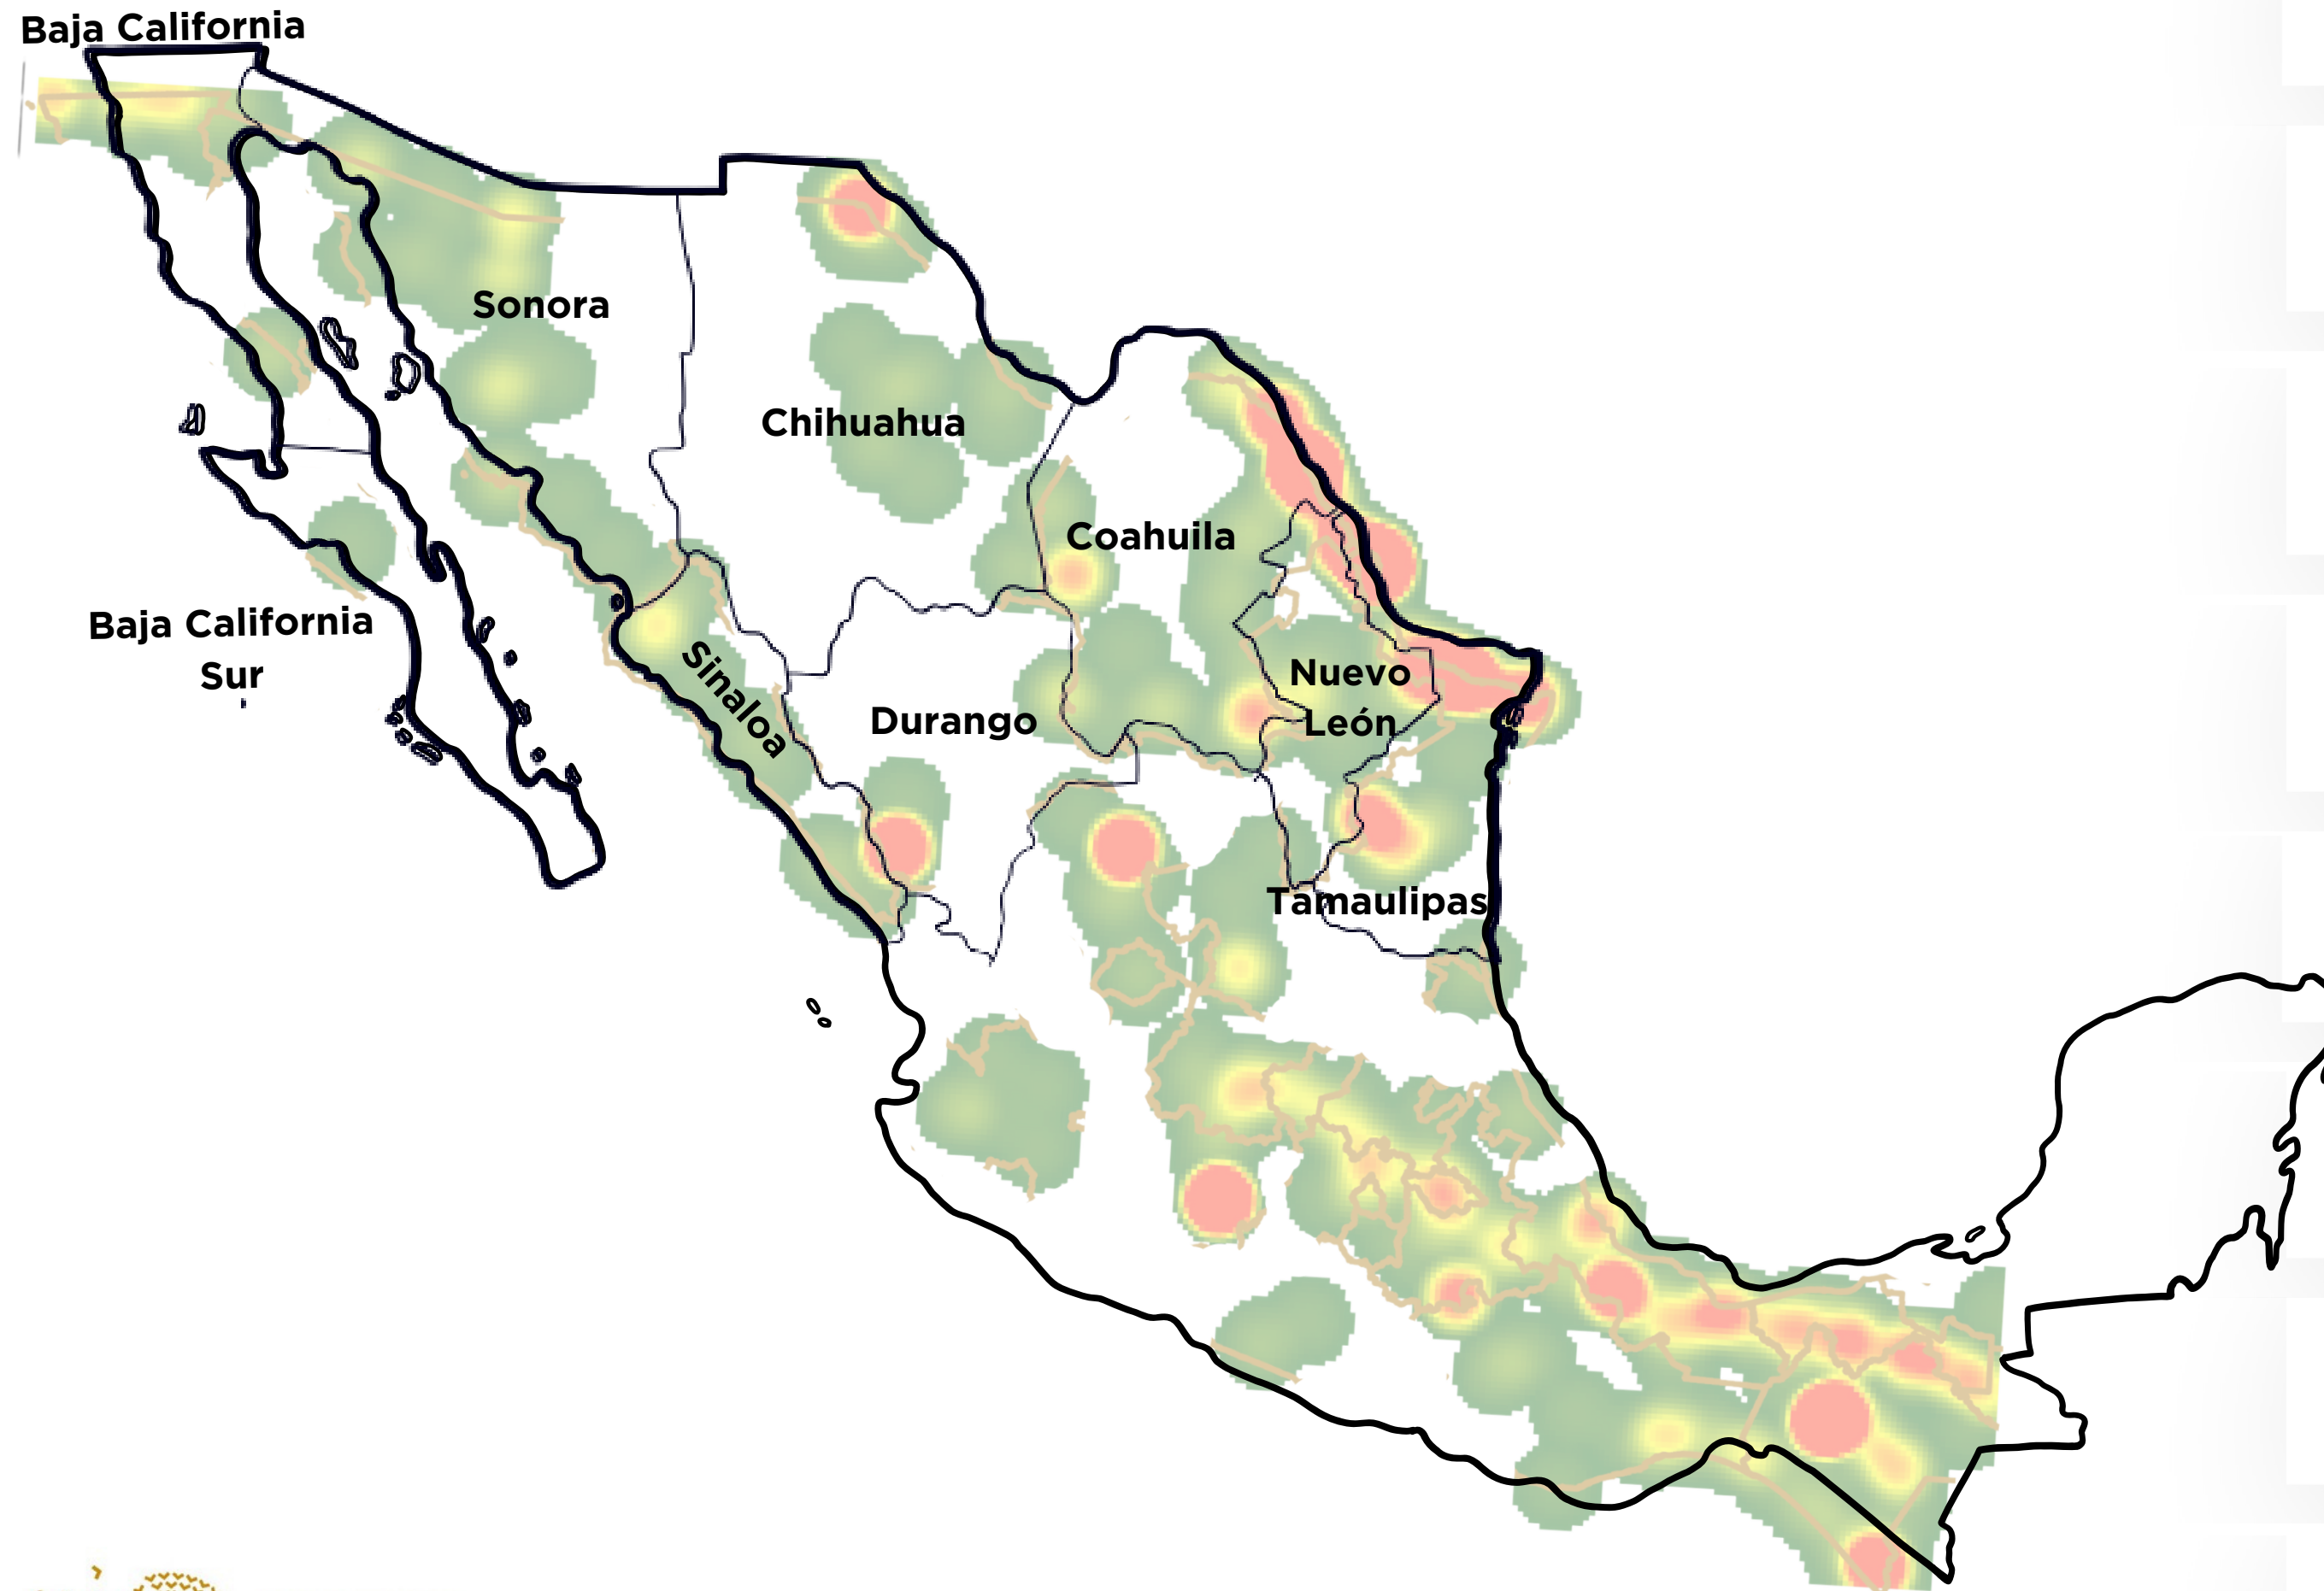 Baja California
Sonora
Chihuahua
Coahuila
Baja California
Sur
Sinaloa
Durango
Nuevo
León
Tamaulipas